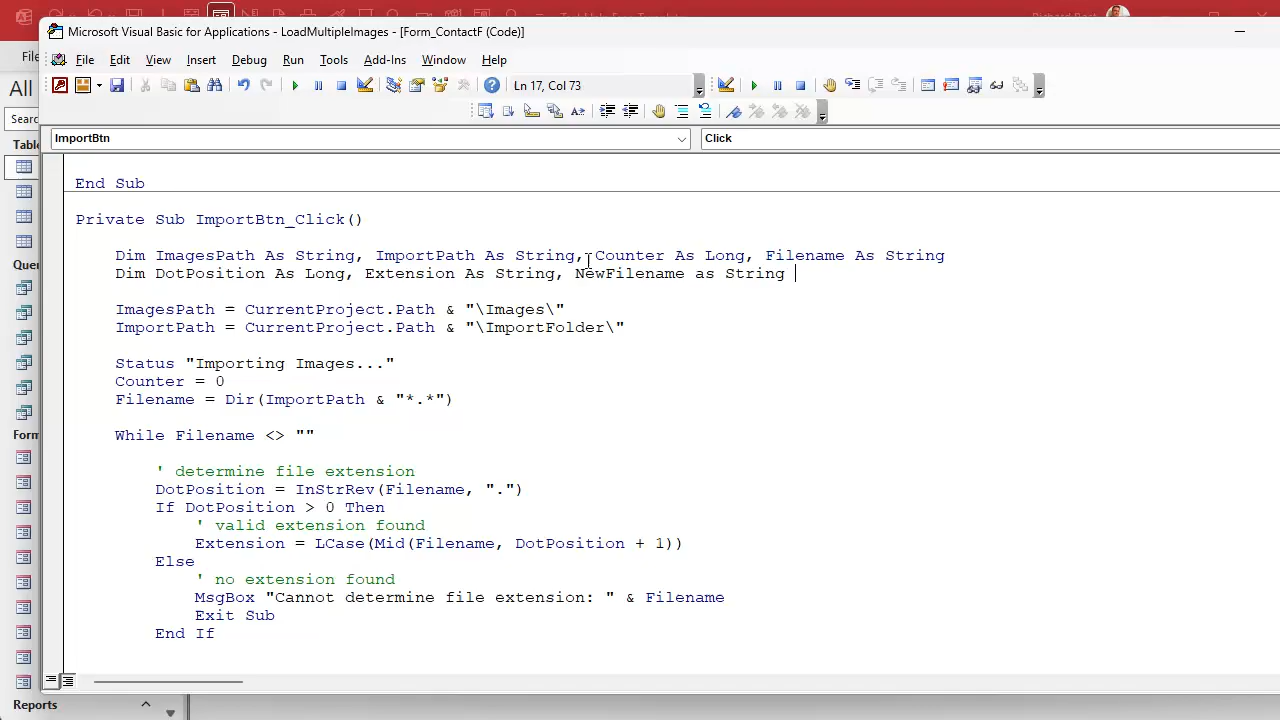 Microsoft Visual Basic for Applications - LoadMultipleImages - [Form_ContactF (Code)]
File Edit View Insert Debug Run Tools Add-Ins Window Help
Ln 17, Col 73
ImportBtn Click
File
All
Sear
Table
Quer
Form
Reports
End Sub
Private Sub ImportBtn_Click()
Dim ImagesPath As String, ImportPath As String, Counter As Long, Filename As String
Dim DotPosition As Long, Extension As String, NewFilename as String
ImagesPath = CurrentProject.Path & "\Images\"
ImportPath = CurrentProject.Path & "\ImportFolder\"
Status "Importing Images..."
Counter = 0
Filename = Dir(ImportPath & "*.*")
While Filename <> ""
' determine file extension
DotPosition = InStrRev(Filename, ".")
If DotPosition > 0 Then
' valid extension found
Extension = LCase(Mid(Filename, DotPosition + 1))
Else
' no extension found
MsgBox "Cannot determine file extension: " & Filename
Exit Sub
End If